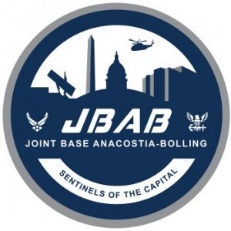 JBAB
JOINT BASE ANACOSTIA-BOLLING
SENTINELS OF THE CAPITAL